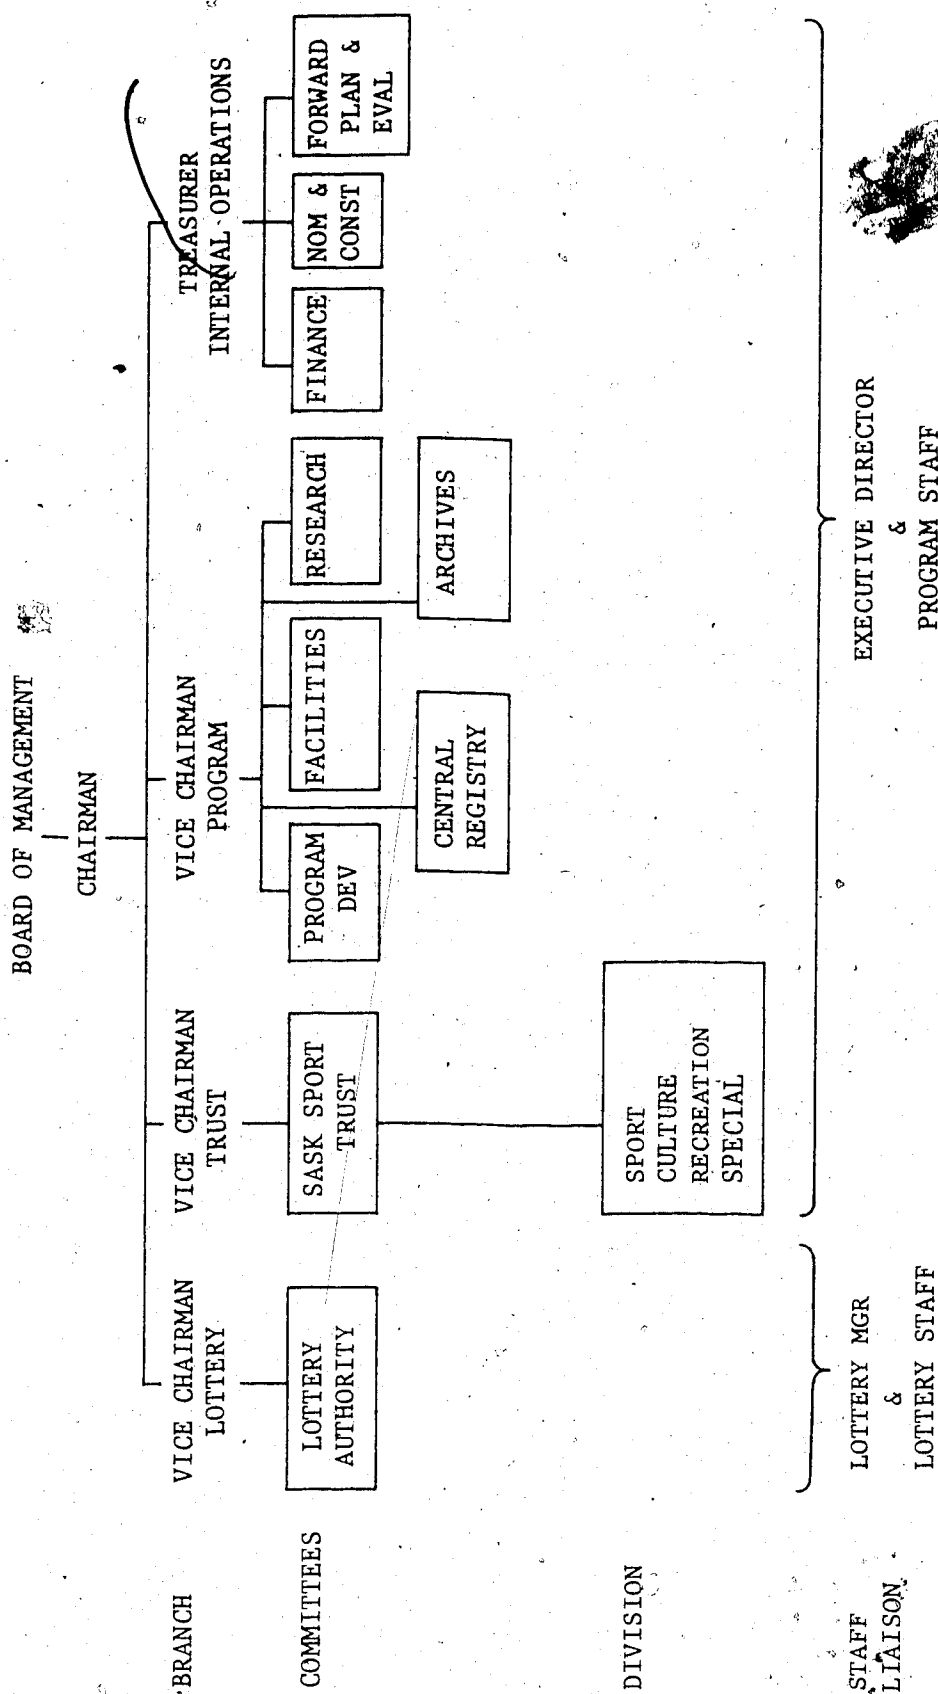 BOARD OF MANAGEMENT
CHAIRMAN
BRANCH
VICE CHAIRMAN
LOTTERY
VICE CHAIRMAN
TRUST
VICE CHAIRMAN
PROGRAM
TREASURER
INTERNAL OPERATIONS
COMMITTEES
LOTTERY
AUTHORITY
SASK SPORT
TRUST
PROGRAM
DEV
FACILITIES
RESEARCH
FINANCE
NOM &
CONST
FORWARD
PLAN &
EVAL
CENTRAL
REGISTRY
ARCHIVES
DIVISION
SPORT
CULTURE
RECREATION
SPECIAL
STAFF
LIAISON
LOTTERY MGR
&
LOTTERY STAFF
EXECUTIVE DIRECTOR
&
PROGRAM STAFF